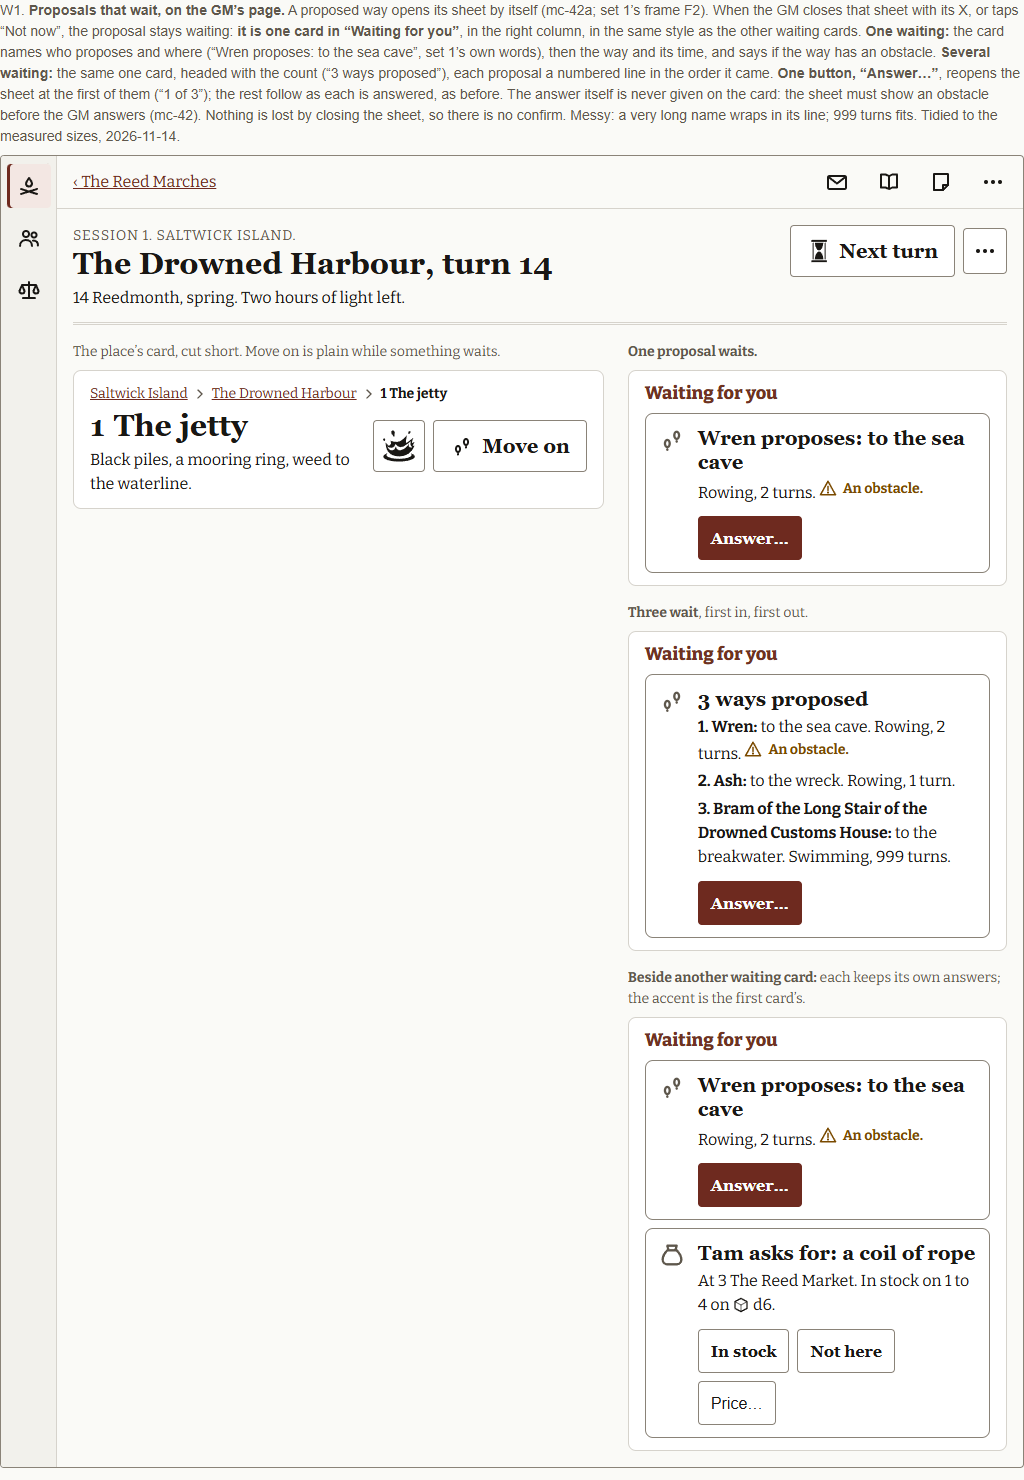 W1. Proposals that wait, on the GM’s page. A proposed way opens its sheet by itself (mc-42a; set 1’s frame F2). When the GM closes that sheet with its X, or taps
“Not now”, the proposal stays waiting: it is one card in “Waiting for you”, in the right column, in the same style as the other waiting cards. One waiting: the card
names who proposes and where (“Wren proposes: to the sea cave”, set 1’s own words), then the way and its time, and says if the way has an obstacle. Several
waiting: the same one card, headed with the count (“3 ways proposed”), each proposal a numbered line in the order it came. One button, “Answer…”, reopens the
sheet at the first of them (“1 of 3”); the rest follow as each is answered, as before. The answer itself is never given on the card: the sheet must show an obstacle
before the GM answers (mc-42). Nothing is lost by closing the sheet, so there is no confirm. Messy: a very long name wraps in its line; 999 turns fits. Tidied to the
measured sizes, 2026-11-14.
‹ The Reed Marches
SESSION 1. SALTWICK ISLAND.
The Drowned Harbour, turn 14
14 Reedmonth, spring. Two hours of light left.
Next turn
The place’s card, cut short. Move on is plain while something waits.
Saltwick Island > The Drowned Harbour > 1 The jetty
1 The jetty
Black piles, a mooring ring, weed to
the waterline.
Move on
One proposal waits.
Waiting for you
Wren proposes: to the sea
cave
Rowing, 2 turns. An obstacle.
Answer…
Three wait, first in, first out.
Waiting for you
3 ways proposed
1. Wren: to the sea cave. Rowing, 2
turns. An obstacle.
2. Ash: to the wreck. Rowing, 1 turn.
3. Bram of the Long Stair of the
Drowned Customs House: to the
breakwater. Swimming, 999 turns.
Answer…
Beside another waiting card: each keeps its own answers;
the accent is the first card’s.
Waiting for you
Wren proposes: to the sea
cave
Rowing, 2 turns. An obstacle.
Answer…
Tam asks for: a coil of rope
At 3 The Reed Market. In stock on 1 to
4 on d6.
In stock
Not here
Price…